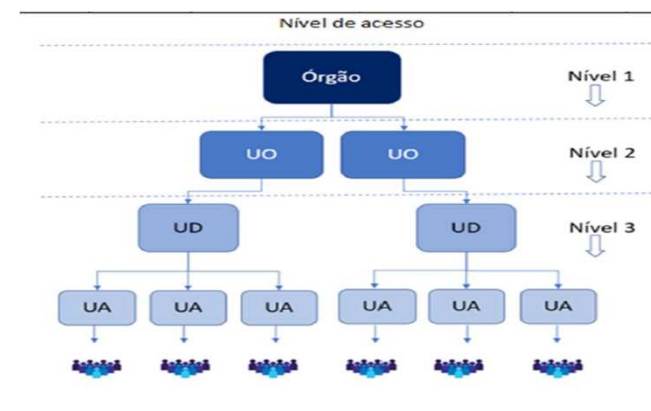 Nível de acesso
Órgão
Nível 1
UO UO
Nível 2
UD UD
Nível 3
UA UA UA UA UA UA